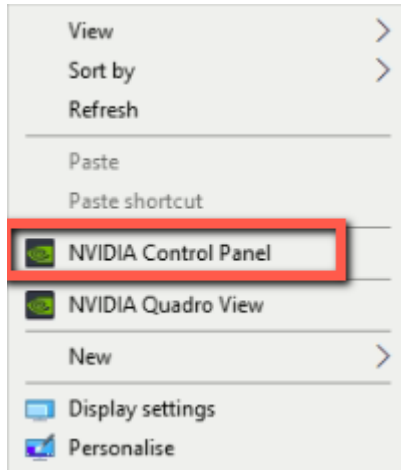 View
Sort by
Refresh
Paste
Paste shortcut
NVIDIA Control Panel
NVIDIA Quadro View
New
Display settings
Personalise